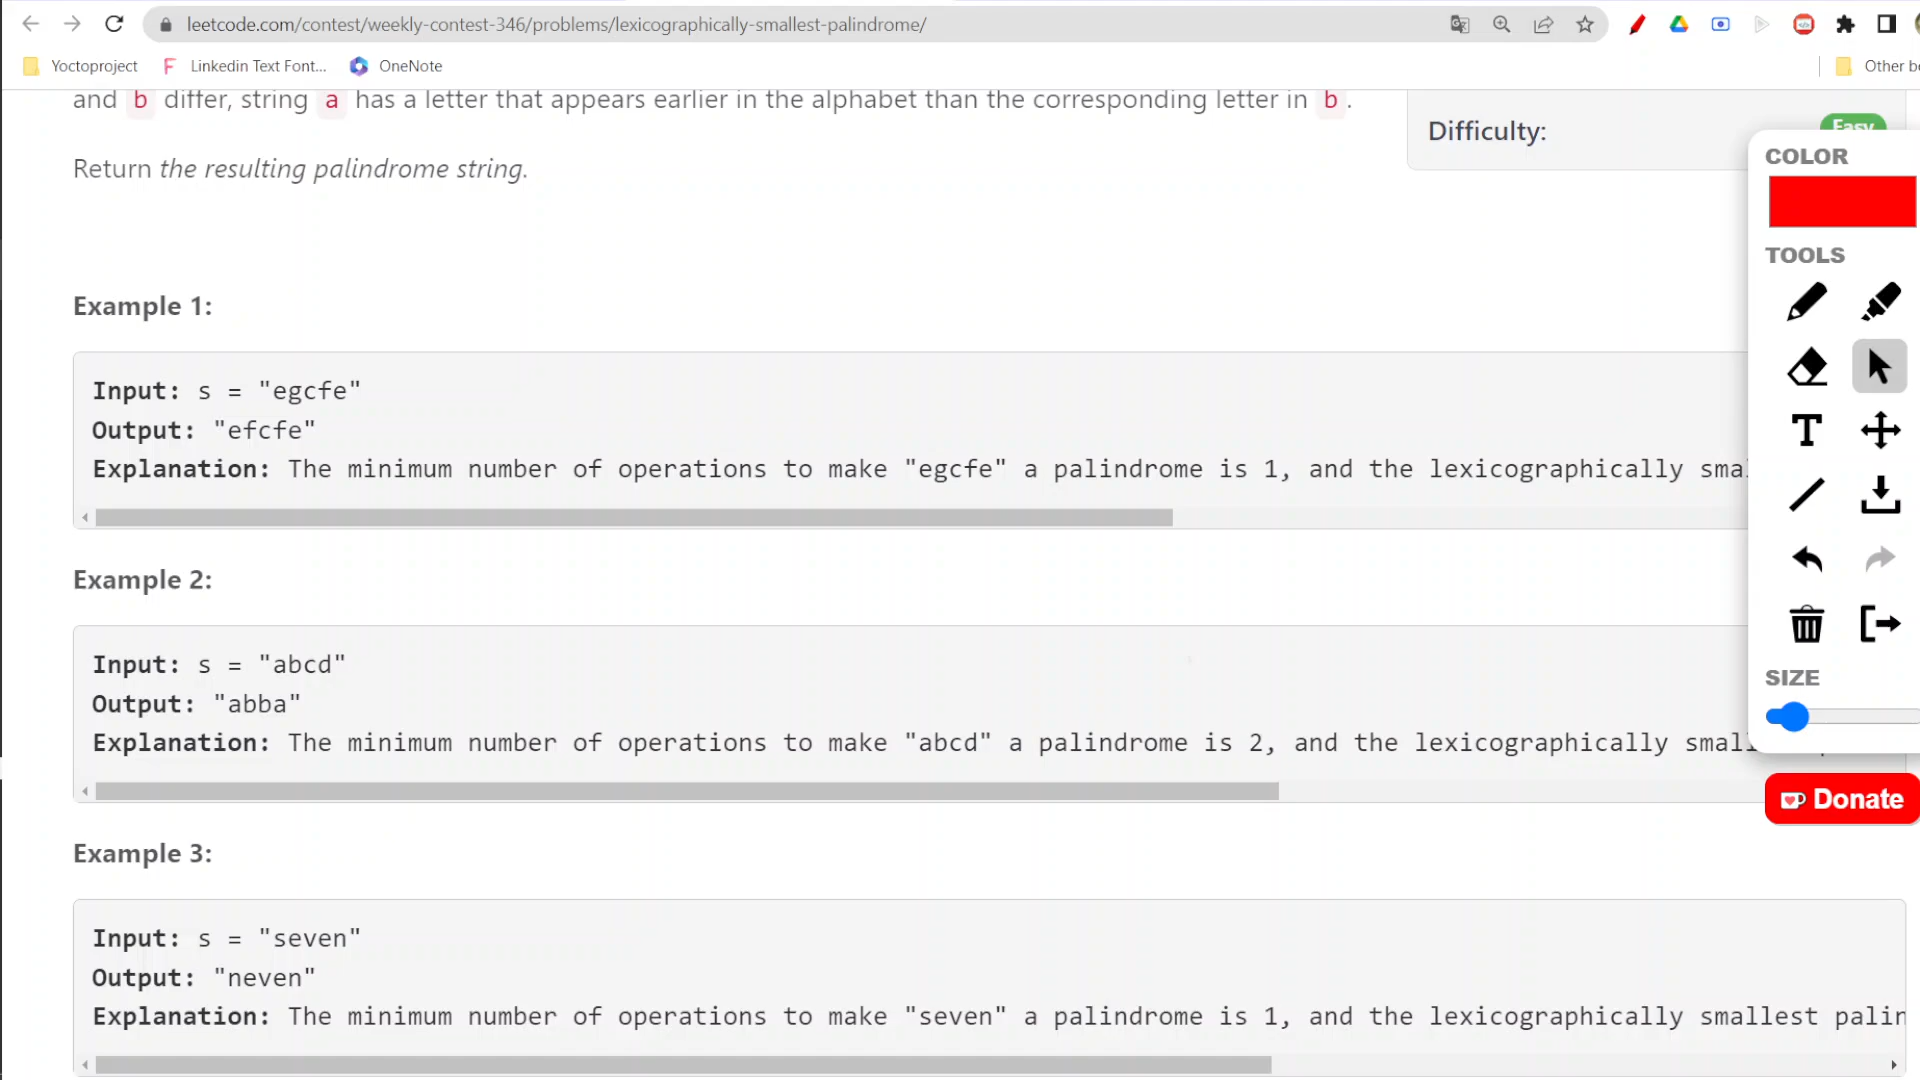 leetcode.com/contest/weekly-contest-346/problems/lexicographically-smallest-palindrome/
Yoctoproject
Linkedin Text Font...
OneNote
Other be
and b differ, string a has a letter that appears earlier in the alphabet than the corresponding letter in b .
Return the resulting palindrome string.
Difficulty:
Easy
Example 1:
Input: s = "egcfe"
Output: "efcfe"
Explanation: The minimum number of operations to make "egcfe" a palindrome is 1, and the lexicographically sma
Example 2:
Input: s = "abcd"
Output: "abba"
Explanation: The minimum number of operations to make "abcd" a palindrome is 2, and the lexicographically smal
Example 3:
Input: s = "seven"
Output: "neven"
Explanation: The minimum number of operations to make "seven" a palindrome is 1, and the lexicographically smallest palin
COLOR
TOOLS
T
SIZE
Donate